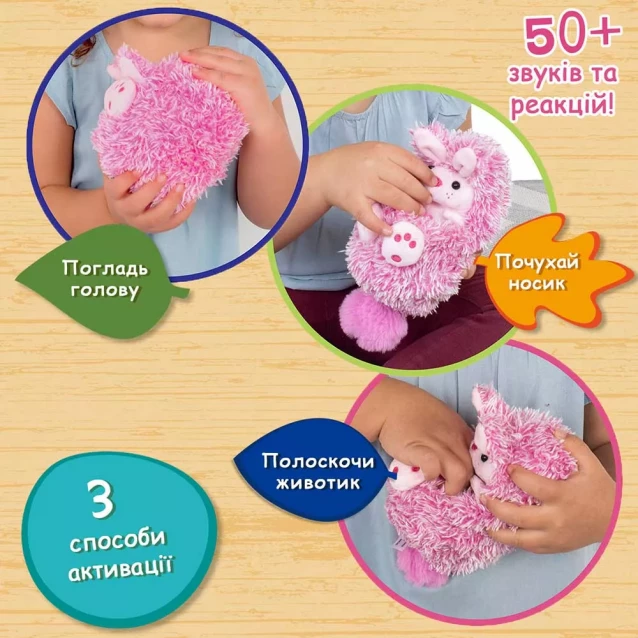 50+
звуків та
реакцій!
Погладь
голову
Почухай
носик
Полоскочи
животик
3
способи
активації